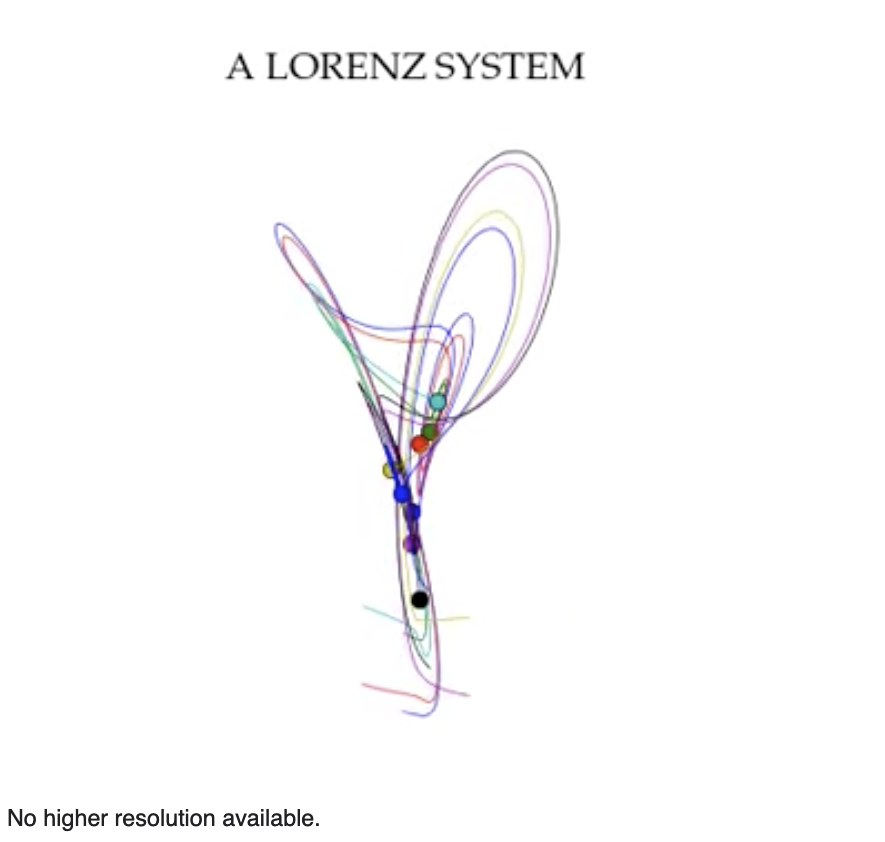 A LORENZ SYSTEM
No higher resolution available.